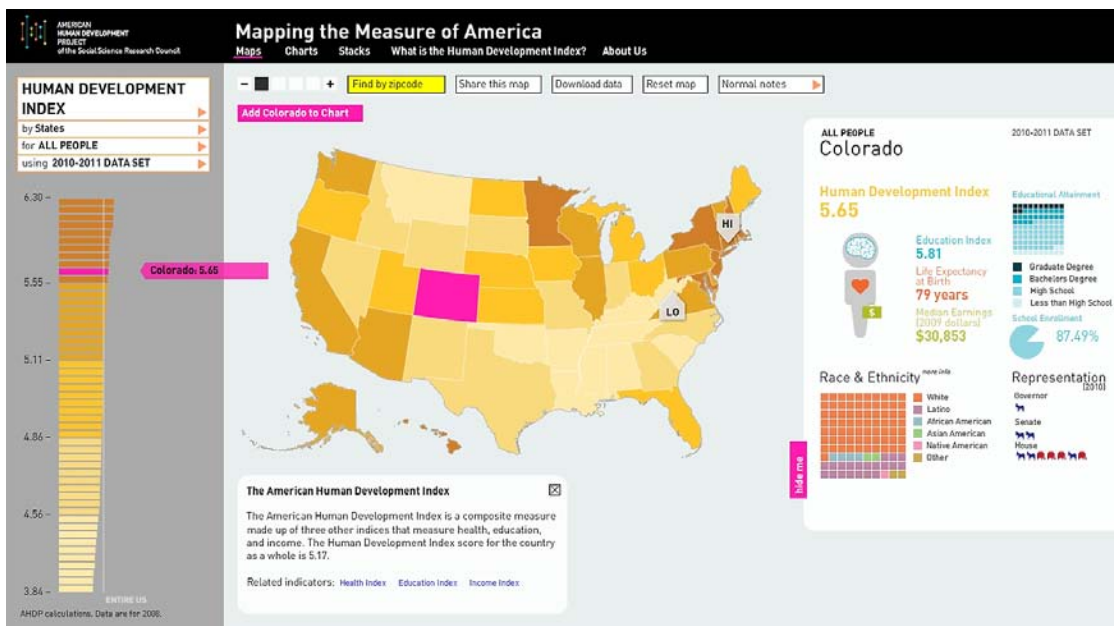 AMERICAN
HUMAN DEVELOPMENT
PROJECT
of the Social Science Research Council
Mapping the Measure of America
Maps Charts Stacks What is the Human Development Index? About Us
HUMAN DEVELOPMENT
INDEX
by States
for ALL PEOPLE
using 2010-2011 DATA SET
- + Find by zipcode Share this map Download data Reset map Normal notes
Add Colorado to Chart
6.30 -
Colorado: 5.65
5.55 -
5.11 -
4.86 -
4.56 -
3.84 -
ENTIRE US
AHDP calculations. Data are for 2008.
HI
LO
The American Human Development Index
The American Human Development Index is a composite measure
made up of three other indices that measure health, education,
and income. The Human Development Index score for the country
as a whole is 5.17.
Related indicators: Health Index Education Index Income Index
hide me
ALL PEOPLE 2010-2011 DATA SET
Colorado
Human Development Index
5.65
Education Index
5.81
Life Expectancy
at Birth
79 years
$
Median Earnings
(2009 dollars)
$30,853
Educational Attainment
Graduate Degree
Bachelors Degree
High School
Less than High School
School Enrollment
87.49%
Race & Ethnicity more info
White
Latino
African American
Asian American
Native American
Other
Representation
(2010)
Governor
Senate
House